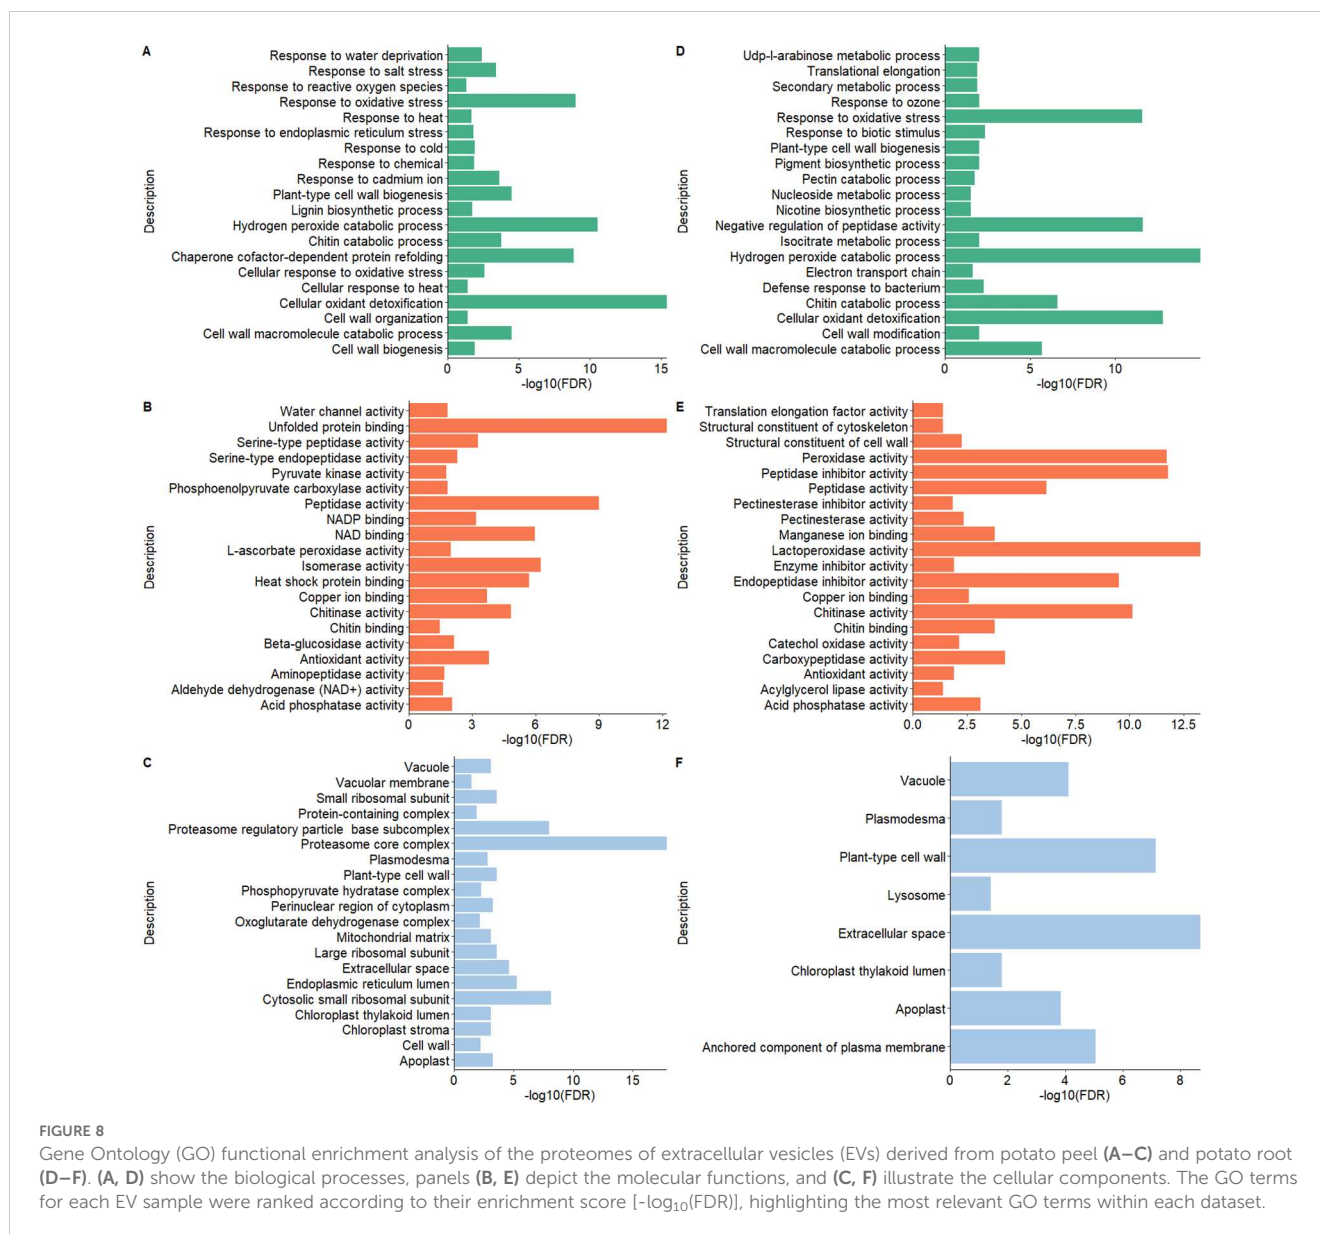 A
Description
Response to water deprivation
Response to salt stress
Response to reactive oxygen species
Response to oxidative stress
Response to heat
Response to endoplasmic reticulum stress
Response to cold
Response to chemical
Response to cadmium ion
Plant-type cell wall biogenesis
Lignin biosynthetic process
Hydrogen peroxide catabolic process
Chitin catabolic process
Chaperone cofactor-dependent protein refolding
Cellular response to oxidative stress
Cellular response to heat
Cellular oxidant detoxification
Cell wall organization
Cell wall macromolecule catabolic process
Cell wall biogenesis
0 5 10 15
-log10(FDR)
D
Description
Udp-l-arabinose metabolic process
Translational elongation
Secondary metabolic process
Response to ozone
Response to oxidative stress
Response to biotic stimulus
Plant-type cell wall biogenesis
Pigment biosynthetic process
Pectin catabolic process
Nucleoside metabolic process
Nicotine biosynthetic process
Negative regulation of peptidase activity
Isocitrate metabolic process
Hydrogen peroxide catabolic process
Electron transport chain
Defense response to bacterium
Chitin catabolic process
Cellular oxidant detoxification
Cell wall modification
Cell wall macromolecule catabolic process
0 5 10
-log10(FDR)
B
Description
Water channel activity
Unfolded protein binding
Serine-type peptidase activity
Serine-type endopeptidase activity
Pyruvate kinase activity
Phosphoenolpyruvate carboxylase activity
Peptidase activity
NADP binding
NAD binding
L-ascorbate peroxidase activity
Isomerase activity
Heat shock protein binding
Copper ion binding
Chitinase activity
Chitin binding
Beta-glucosidase activity
Antioxidant activity
Aminopeptidase activity
Aldehyde dehydrogenase (NAD+) activity
Acid phosphatase activity
0 3 6 9 12
-log10(FDR)
E
Description
Translation elongation factor activity
Structural constituent of cytoskeleton
Structural constituent of cell wall
Peroxidase activity
Peptidase inhibitor activity
Peptidase activity
Pectinesterase inhibitor activity
Pectinesterase activity
Manganese ion binding
Lactoperoxidase activity
Enzyme inhibitor activity
Endopeptidase inhibitor activity
Copper ion binding
Chitinase activity
Chitin binding
Catechol oxidase activity
Carboxypeptidase activity
Antioxidant activity
Acylglycerol lipase activity
Acid phosphatase activity
0.0 2.5 5.0 7.5 10.0 12.5
-log10(FDR)
C
Description
Vacuole
Vacuolar membrane
Small ribosomal subunit
Protein-containing complex
Proteasome regulatory particle base subcomplex
Proteasome core complex
Plasmodesma
Plant-type cell wall
Phosphopyruvate hydratase complex
Perinuclear region of cytoplasm
Oxoglutarate dehydrogenase complex
Mitochondrial matrix
Large ribosomal subunit
Extracellular space
Endoplasmic reticulum lumen
Cytosolic small ribosomal subunit
Chloroplast thylakoid lumen
Chloroplast stroma
Cell wall
Apoplast
0 5 10 15
-log10(FDR)
F
Description
Vacuole
Plasmodesma
Plant-type cell wall
Lysosome
Extracellular space
Chloroplast thylakoid lumen
Apoplast
Anchored component of plasma membrane
0 2 4 6 8
-log10(FDR)
FIGURE 8
Gene Ontology (GO) functional enrichment analysis of the proteomes of extracellular vesicles (EVs) derived from potato peel (A–C) and potato root
(D–F). (A, D) show the biological processes, panels (B, E) depict the molecular functions, and (C, F) illustrate the cellular components. The GO terms
for each EV sample were ranked according to their enrichment score [-log10(FDR)], highlighting the most relevant GO terms within each dataset.